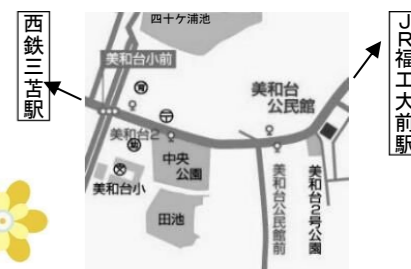 西鉄三苫駅
四十ケ浦池
美和台小前
美和台
公民館
ＪＲ福工大前駅
美和台2
中央
公園
美和台小
田池
美和台公民館前
美和台2号公園